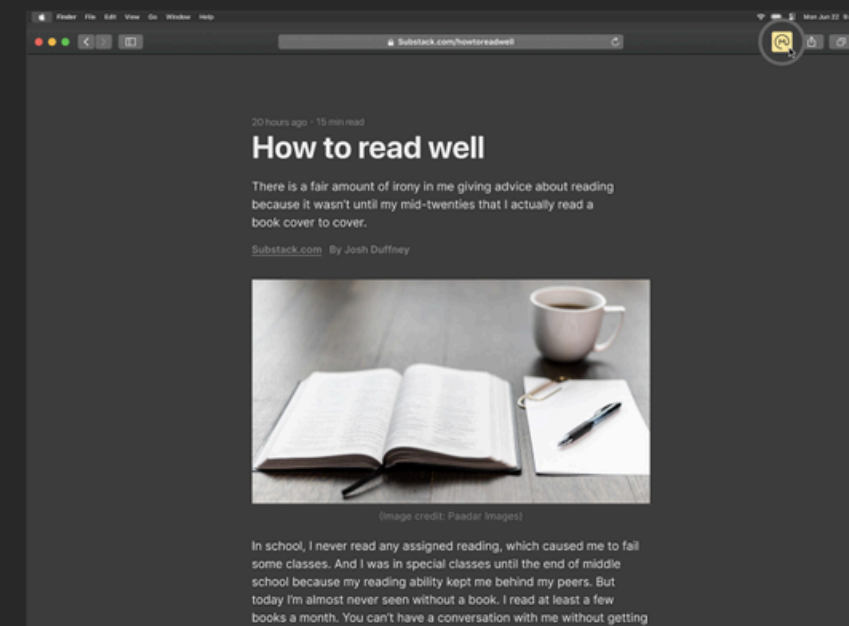 Finder File Edit View Go Window Help
Mon Jun 22
Substack.com/howtoreadwell
20 hours ago · 15 min read
How to read well
There is a fair amount of irony in me giving advice about reading
because it wasn't until my mid-twenties that I actually read a
book cover to cover.
Substack.com By Josh Duffney
(Image credit: Paadar Images)
In school, I never read any assigned reading, which caused me to fail
some classes. And I was in special classes until the end of middle
school because my reading ability kept me behind my peers. But
today I'm almost never seen without a book. I read at least a few
books a month. You can't have a conversation with me without getting